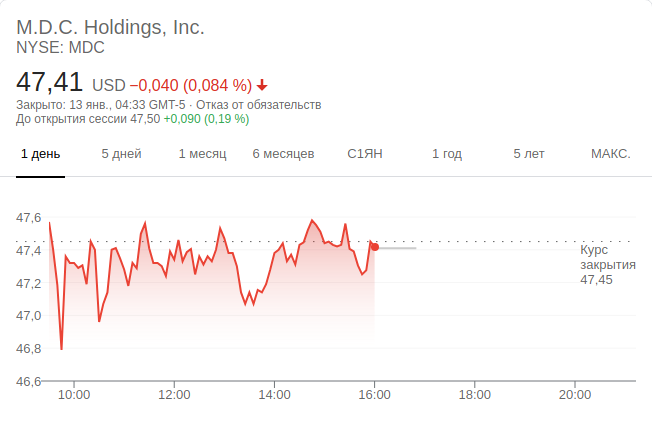 M.D.C. Holdings, Inc.
NYSE: MDC
47,41 USD −0,040 (0,084 %)
Закрыто: 13 янв., 04:33 GMT-5 · Отказ от обязательств
До открытия сессии 47,50 +0,090 (0,19 %)
1 день 5 дней 1 месяц 6 месяцев С1ЯН 1 год 5 лет МАКС.
47,6
47,4
47,2
47,0
46,8
46,6
Курс
закрытия
47,45
10:00 12:00 14:00 16:00 18:00 20:00